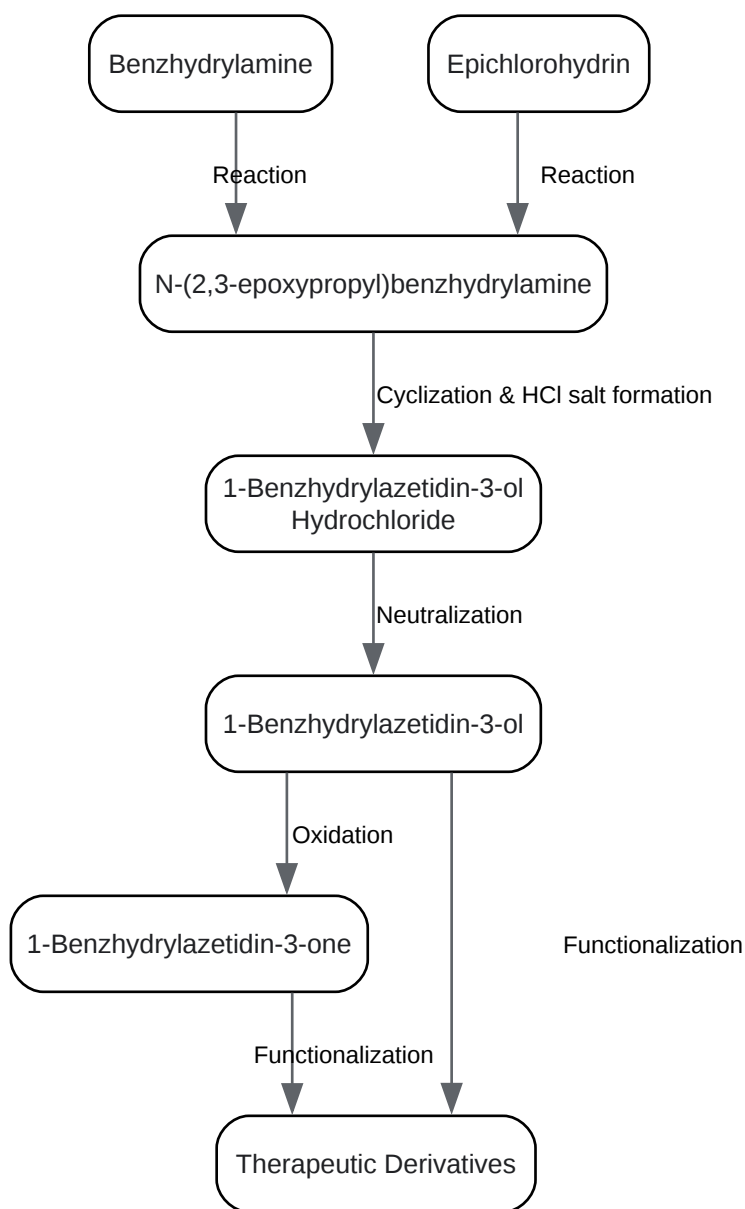 Benzhydrylamine
Epichlorohydrin
Reaction
Reaction
N-(2,3-epoxypropyl)benzhydrylamine
Cyclization & HCl salt formation
1-Benzhydrylazetidin-3-ol
Hydrochloride
Neutralization
1-Benzhydrylazetidin-3-ol
Oxidation
1-Benzhydrylazetidin-3-one
Functionalization
Functionalization
Therapeutic Derivatives